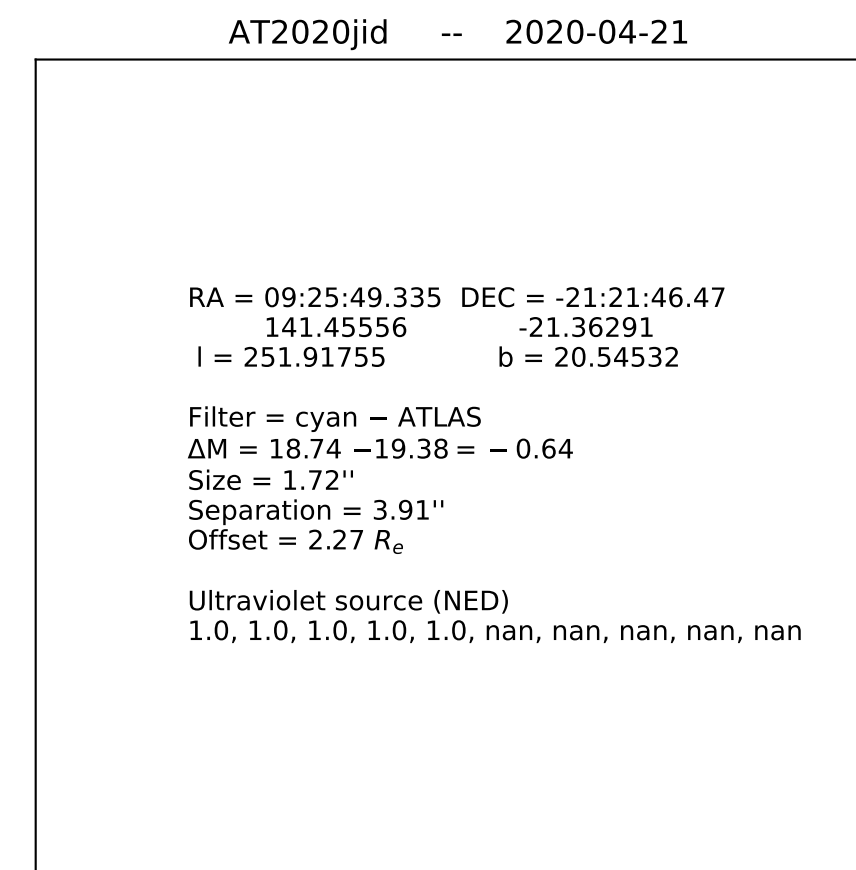 AT2020jid -- 2020-04-21
RA = 09:25:49.335 DEC = -21:21:46.47
141.45556 -21.36291
l = 251.91755 b = 20.54532
Filter = cyan − ATLAS
ΔM = 18.74 −19.38 = − 0.64
Size = 1.72''
Separation = 3.91''
Offset = 2.27 Rₑ
Ultraviolet source (NED)
1.0, 1.0, 1.0, 1.0, 1.0, nan, nan, nan, nan, nan